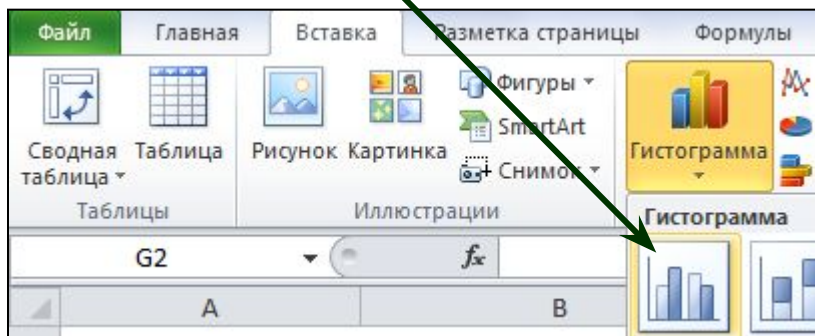 Файл Главная Вставка Разметка страницы Формулы
Фигуры
SmartArt
Снимок
Сводная таблица Таблица Рисунок Картинка Гистограмма
Таблицы Иллюстрации
Гистограмма
G2 fx
A B